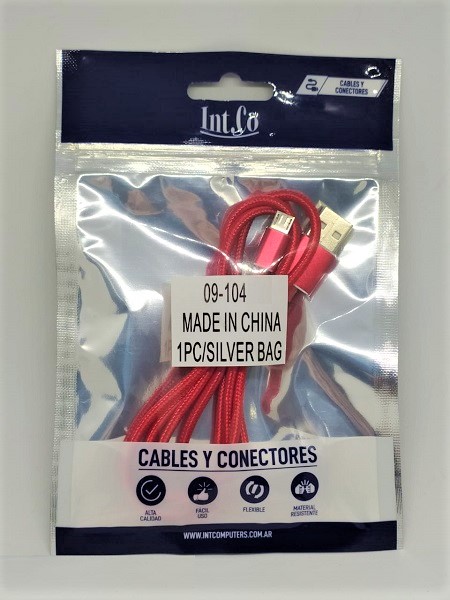 CABLES Y
CONECTORES
Int.Co
09-104
MADE IN CHINA
1PC/SILVER BAG
CABLES Y CONECTORES
ALTA
CALIDAD
FÁCIL
USO
FLEXIBLE
MATERIAL
RESISTENTE
WWW.INTCOMPUTERS.COM.AR